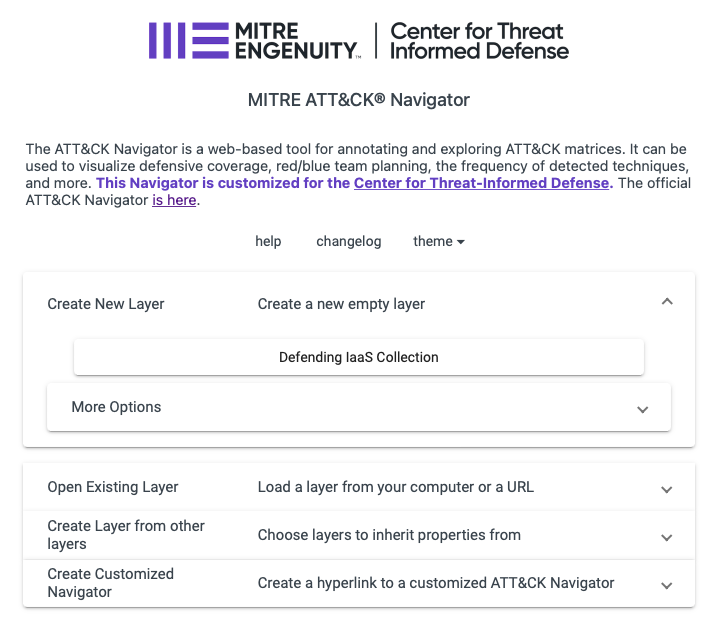 MITRE
ENGENUITY™
Center for Threat
Informed Defense
MITRE ATT&CK® Navigator
The ATT&CK Navigator is a web-based tool for annotating and exploring ATT&CK matrices. It can be
used to visualize defensive coverage, red/blue team planning, the frequency of detected techniques,
and more. This Navigator is customized for the Center for Threat-Informed Defense. The official
ATT&CK Navigator is here.
help changelog theme
Create New Layer Create a new empty layer
Defending IaaS Collection
More Options
Open Existing Layer Load a layer from your computer or a URL
Create Layer from other
layers
Choose layers to inherit properties from
Create Customized
Navigator
Create a hyperlink to a customized ATT&CK Navigator